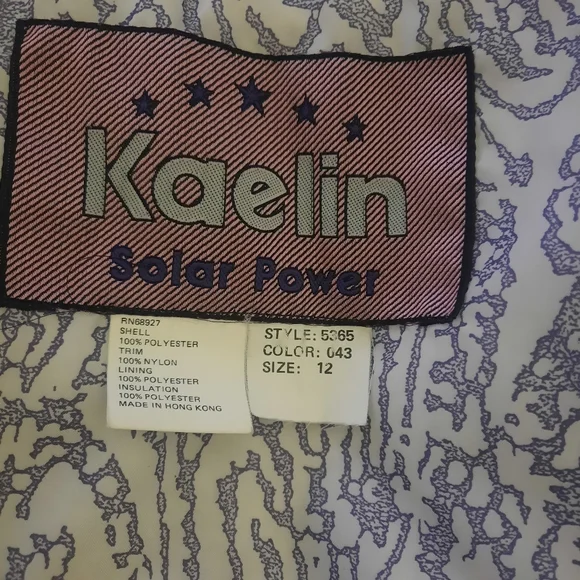 Kaelin
Solar Power
RN68927
SHELL
100% POLYESTER
TRIM
100% NYLON
LINING
100% POLYESTER
INSULATION
100% POLYESTER
MADE IN HONG KONG
STYLE: 5365
COLOR: 043
SIZE: 12